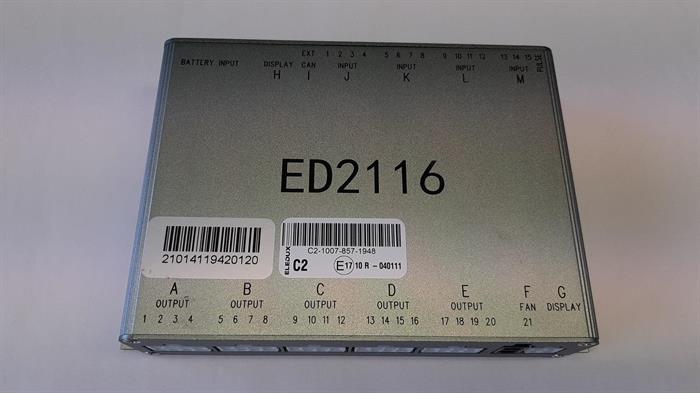 EXT 1 2 3 4 5 6 7 8 9 10 11 12 13 14 15 PULSE
BATTERY INPUT DISPLAY CAN INPUT INPUT INPUT INPUT
H I J K L M
ED2116
21014119420120
ELEDUX
C2-1007-857-1948
C2 E17 10 R - 040111
A B C D E F G
OUTPUT OUTPUT OUTPUT OUTPUT OUTPUT FAN DISPLAY
1 2 3 4 5 6 7 8 9 10 11 12 13 14 15 16 17 18 19 20 21